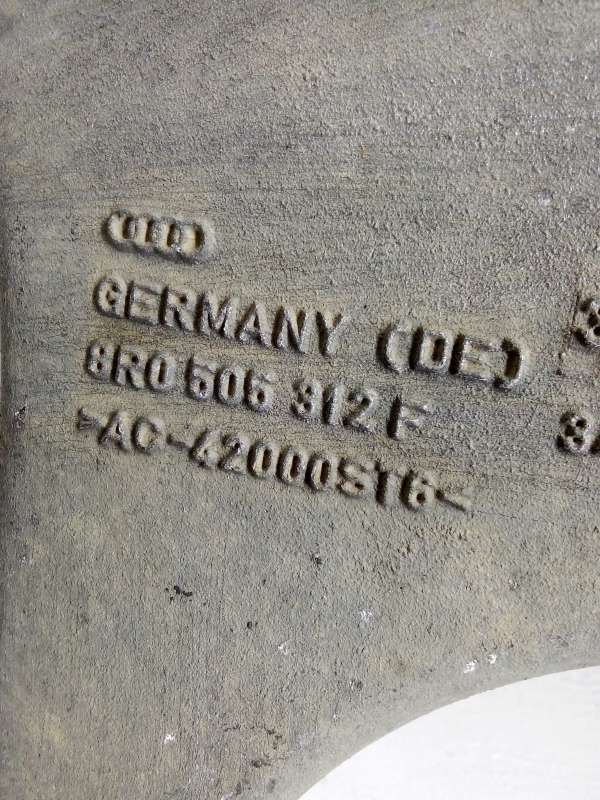 GERMANY (DE)
8R0 505 312 F
>AC-42000ST6<